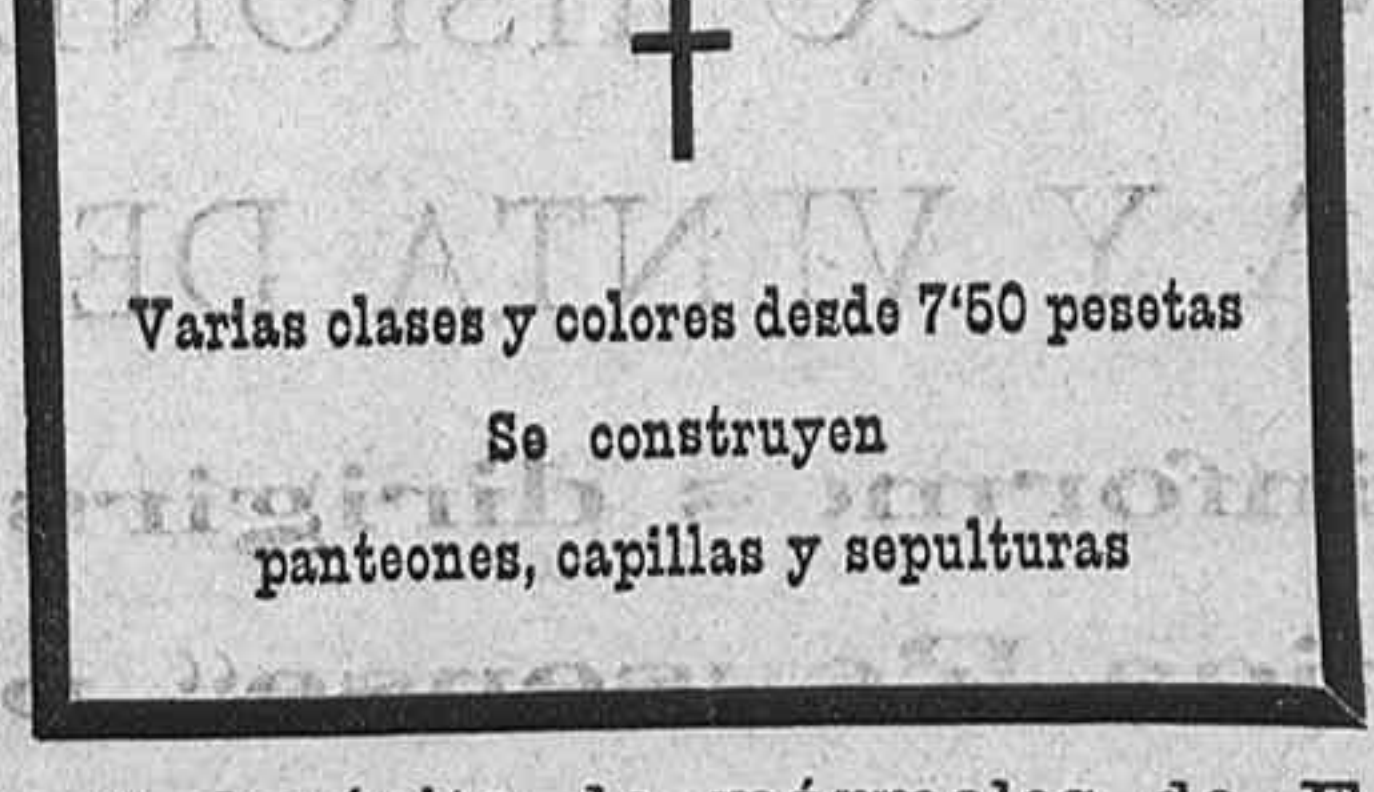 Varias clases y colores desde 7‘50 pesetas
Se construyen
panteones, capillas y sepulturas